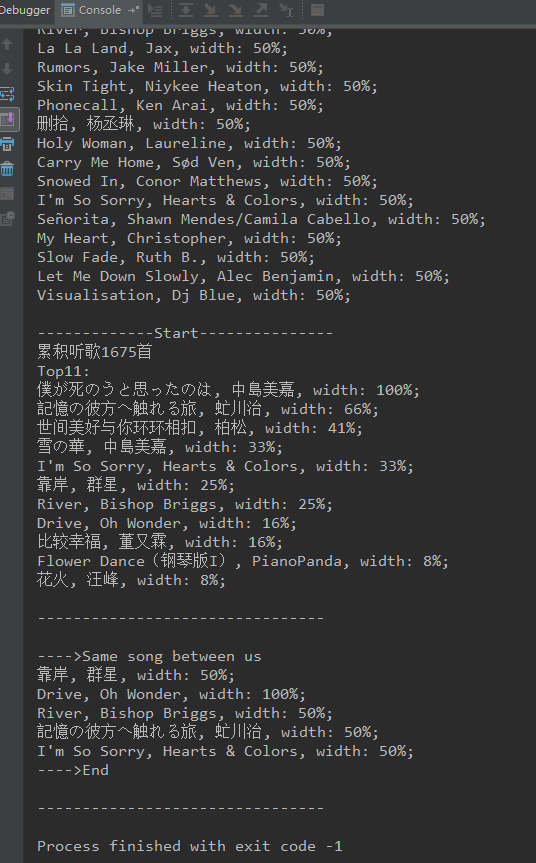 Debugger Console
River, Bishop Briggs, width: 50%;
La La Land, Jax, width: 50%;
Rumors, Jake Miller, width: 50%;
Skin Tight, Niykee Heaton, width: 50%;
Phonecall, Ken Arai, width: 50%;
删拾, 杨丞琳, width: 50%;
Holy Woman, Laureline, width: 50%;
Carry Me Home, Sød Ven, width: 50%;
Snowed In, Conor Matthews, width: 50%;
I'm So Sorry, Hearts & Colors, width: 50%;
Señorita, Shawn Mendes/Camila Cabello, width: 50%;
My Heart, Christopher, width: 50%;
Slow Fade, Ruth B., width: 50%;
Let Me Down Slowly, Alec Benjamin, width: 50%;
Visualisation, Dj Blue, width: 50%;
-------------Start---------------
累积听歌1675首
Top11:
僕が死のうと思ったのは, 中島美嘉, width: 100%;
記憶の彼方へ触れる旅, 虻川治, width: 66%;
世间美好与你环环相扣, 柏松, width: 41%;
雪の華, 中島美嘉, width: 33%;
I'm So Sorry, Hearts & Colors, width: 33%;
靠岸, 群星, width: 25%;
River, Bishop Briggs, width: 25%;
Drive, Oh Wonder, width: 16%;
比较幸福, 董又霖, width: 16%;
Flower Dance（钢琴版I）, PianoPanda, width: 8%;
花火, 汪峰, width: 8%;
--------------------------------
---->Same song between us
靠岸, 群星, width: 50%;
Drive, Oh Wonder, width: 100%;
River, Bishop Briggs, width: 50%;
記憶の彼方へ触れる旅, 虻川治, width: 50%;
I'm So Sorry, Hearts & Colors, width: 50%;
---->End
--------------------------------
Process finished with exit code -1